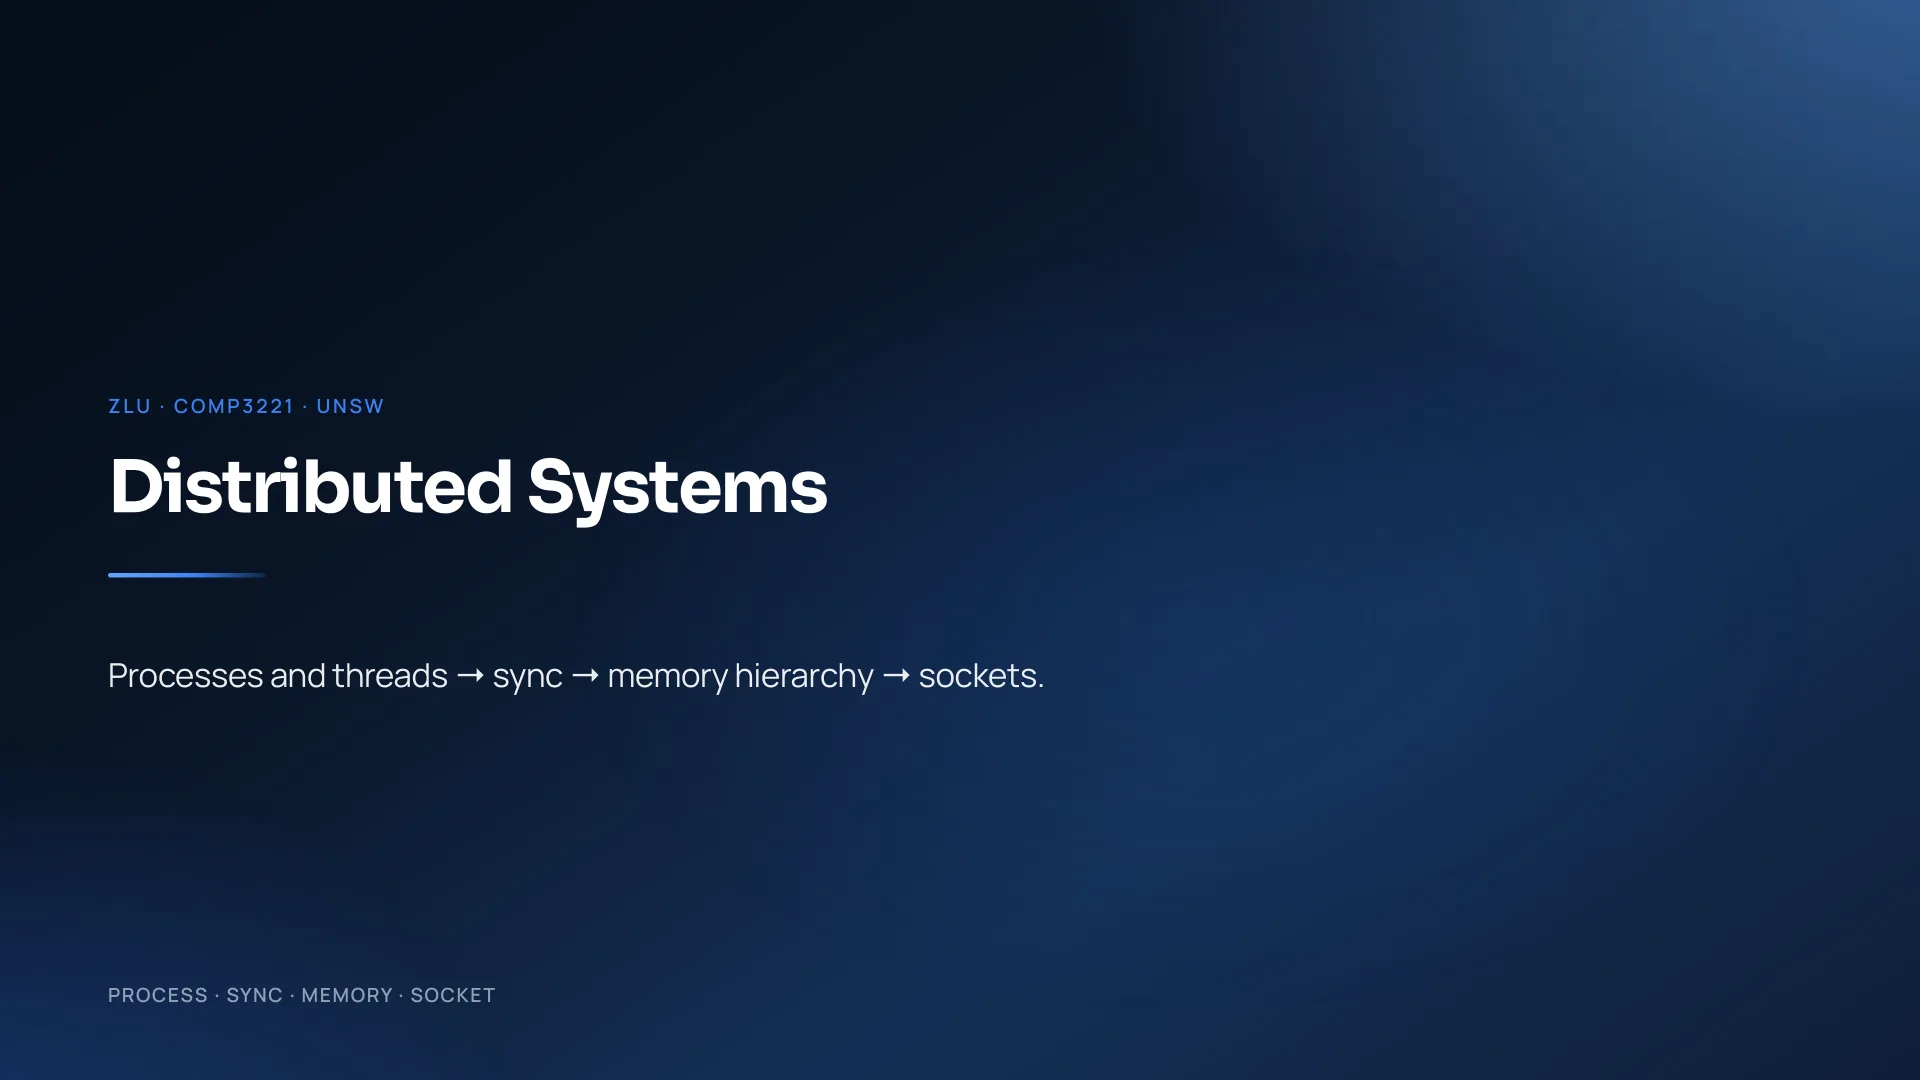 ZLU · COMP3221 · UNSW
Distributed Systems
Processes and threads → sync → memory hierarchy → sockets.
PROCESS · SYNC · MEMORY · SOCKET